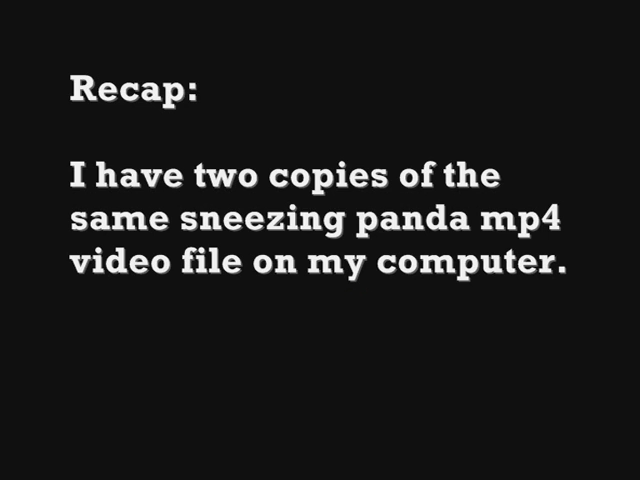 Recap:
I have two copies of the
same sneezing panda mp4
video file on my computer.